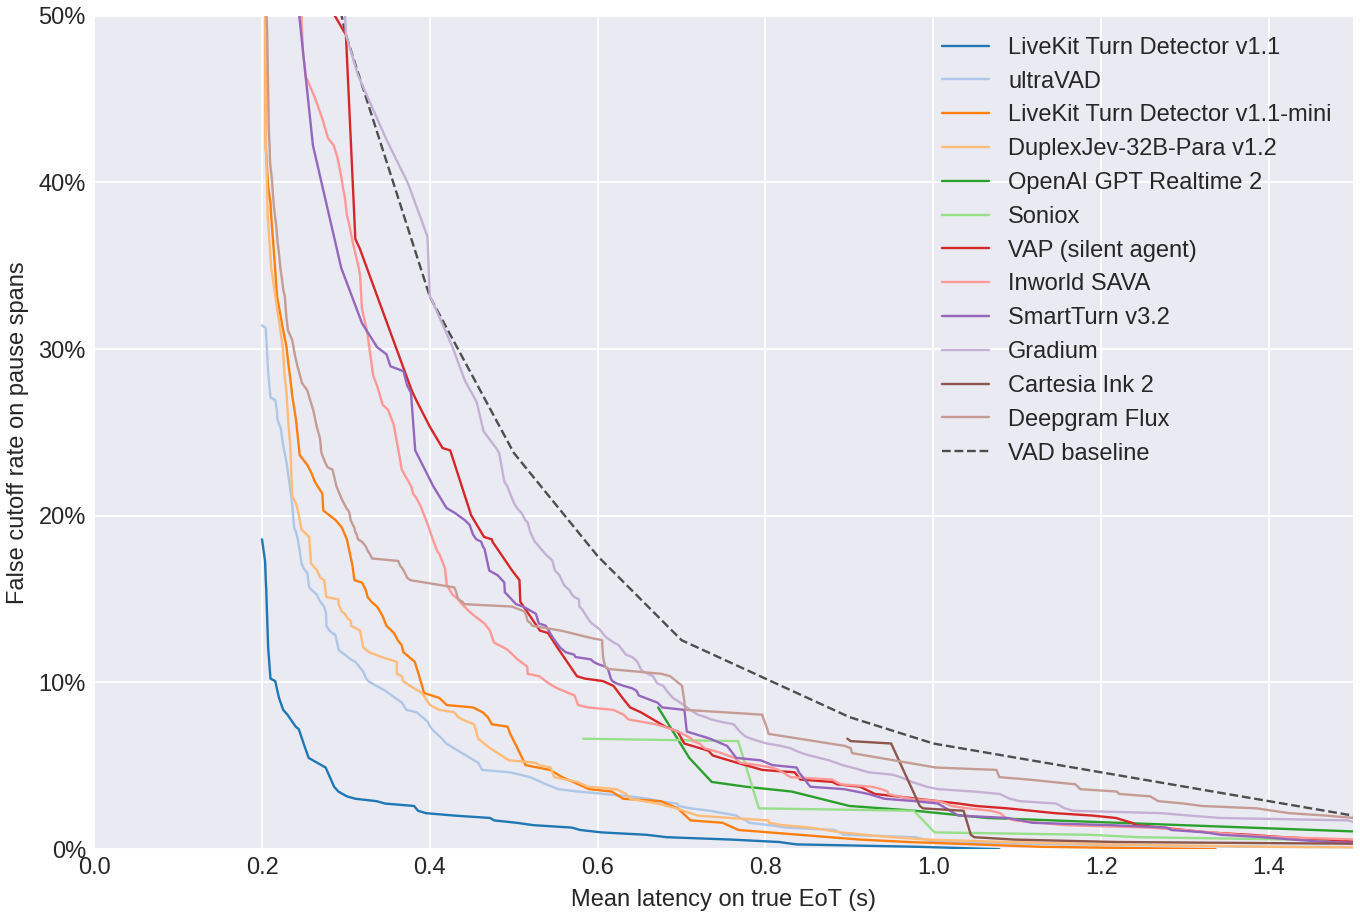 50%
40%
30%
20%
10%
0%
False cutoff rate on pause spans
LiveKit Turn Detector v1.1
ultraVAD
LiveKit Turn Detector v1.1-mini
DuplexJev-32B-Para v1.2
OpenAI GPT Realtime 2
Soniox
VAP (silent agent)
Inworld SAVA
SmartTurn v3.2
Gradium
Cartesia Ink 2
Deepgram Flux
VAD baseline
0.0 0.2 0.4 0.6 0.8 1.0 1.2 1.4
Mean latency on true EoT (s)